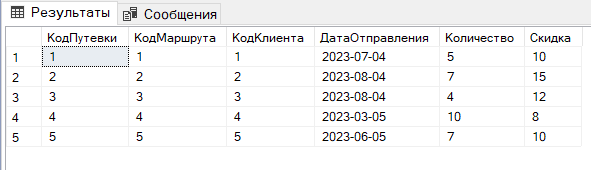 Результаты Сообщения
КодПутевки КодМаршрута КодКлиента ДатаОтправления Количество Скидка
1 1 1 1 2023-07-04 5 10
2 2 2 2 2023-08-04 7 15
3 3 3 3 2023-08-04 4 12
4 4 4 4 2023-03-05 10 8
5 5 5 5 2023-06-05 7 10